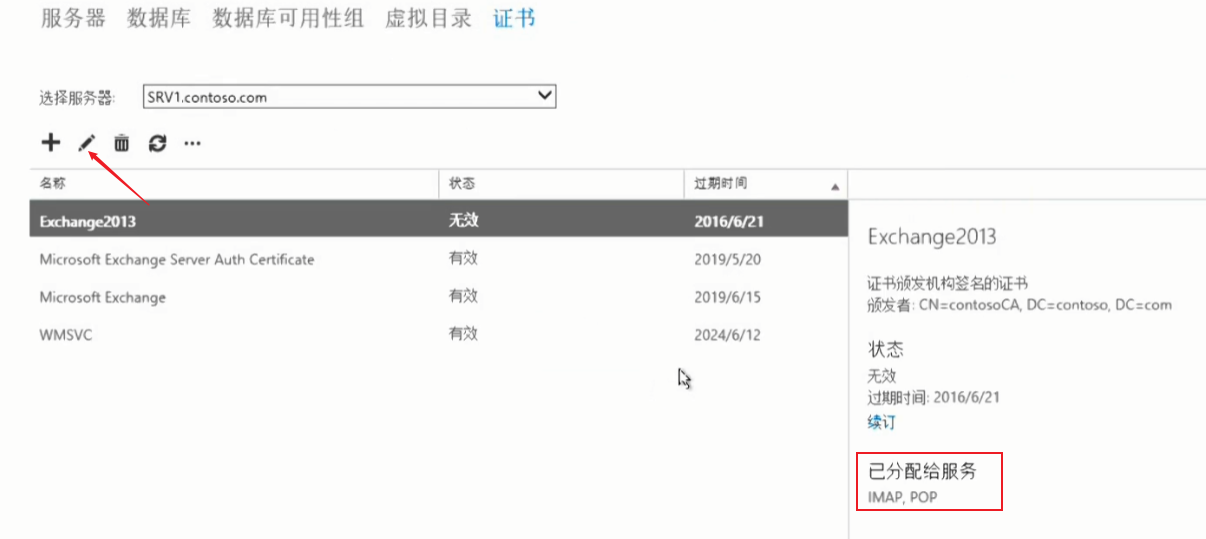 服务器 数据库 数据库可用性组 虚拟目录 证书
选择服务器: SRV1.contoso.com
名称 状态 过期时间
Exchange2013 无效 2016/6/21
Microsoft Exchange Server Auth Certificate 有效 2019/5/20
Microsoft Exchange 有效 2019/6/15
WMSVC 有效 2024/6/12
Exchange2013
证书颁发机构签名的证书
颁发者: CN=contosoCA, DC=contoso, DC=com
状态
无效
过期时间: 2016/6/21
续订
已分配给服务
IMAP, POP